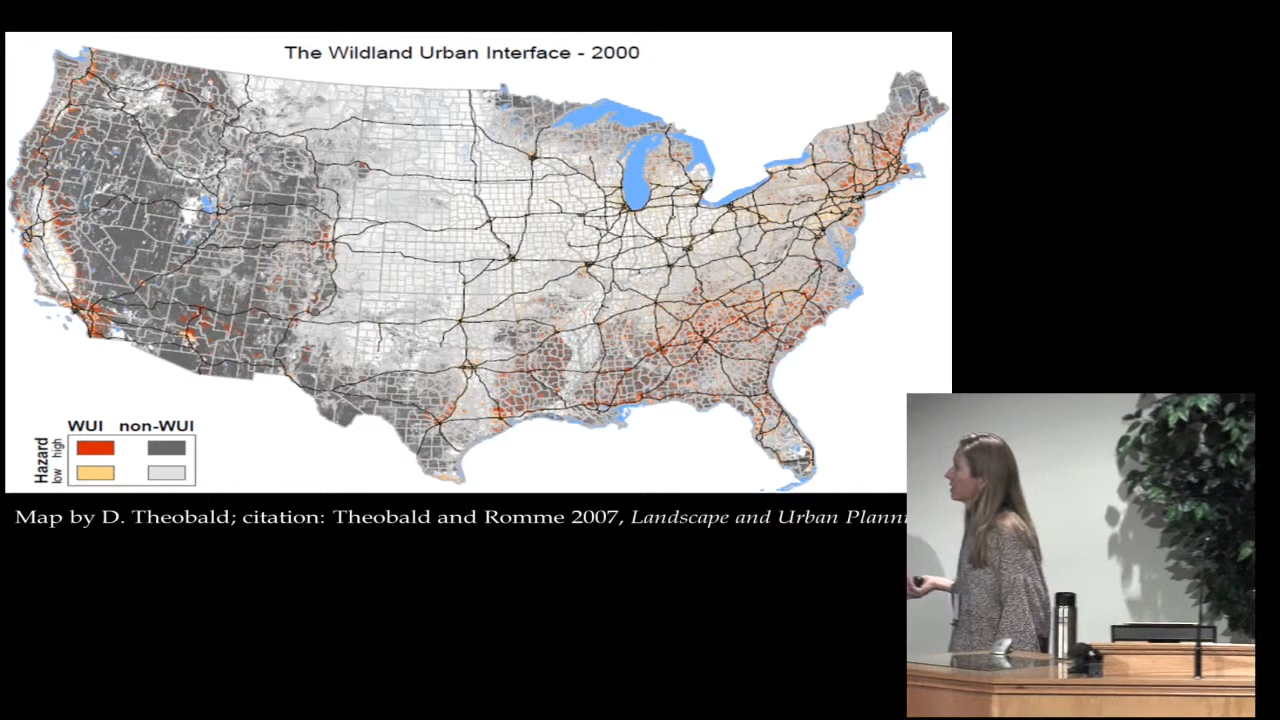 The Wildland Urban Interface - 2000
WUI non-WUI
Hazard
high
low
Map by D. Theobald; citation: Theobald and Romme 2007, Landscape and Urban Planni